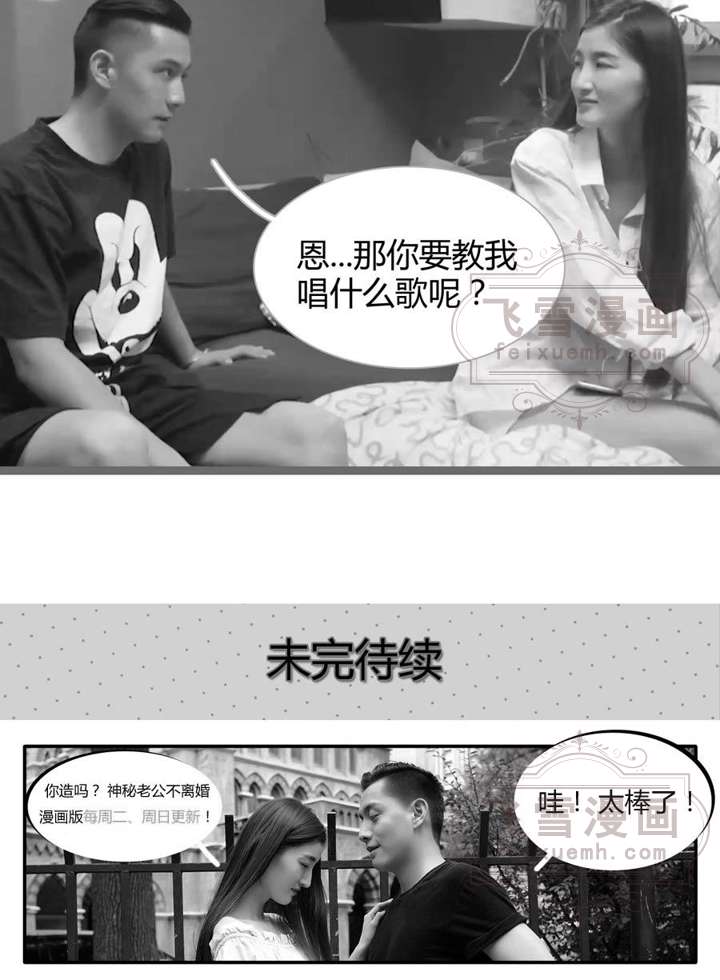 恩...那你要教我
唱什么歌呢？
飞雪漫画
feixuemh.com
未完待续
你造吗？ 神秘老公不离婚
漫画版每周二、周日更新！
哇！ 太棒了！
飞雪漫画
feixuemh.com